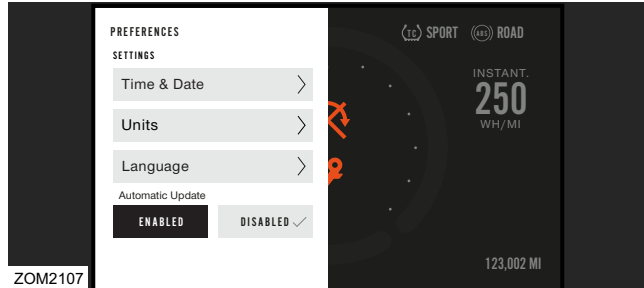 PREFERENCES
SETTINGS
Time & Date
Units
Language
Automatic Update
ENABLED DISABLED
TC SPORT ABS ROAD
INSTANT.
250
WH/MI
123,002 MI
ZOM2107